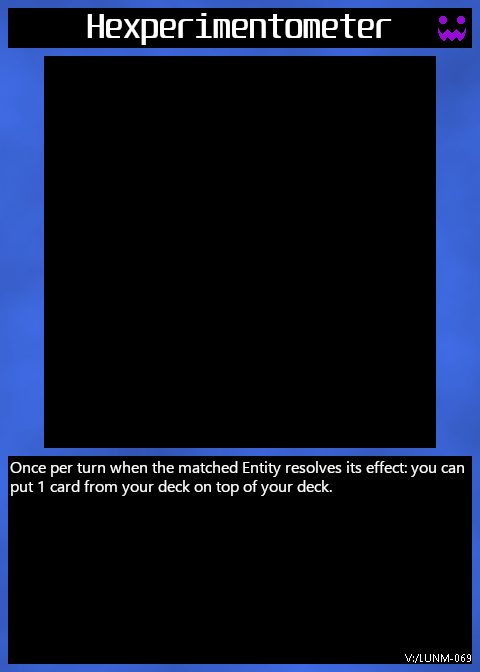 Hexperimentometer
Once per turn when the matched Entity resolves its effect: you can
put 1 card from your deck on top of your deck.
V:/LUNM-069